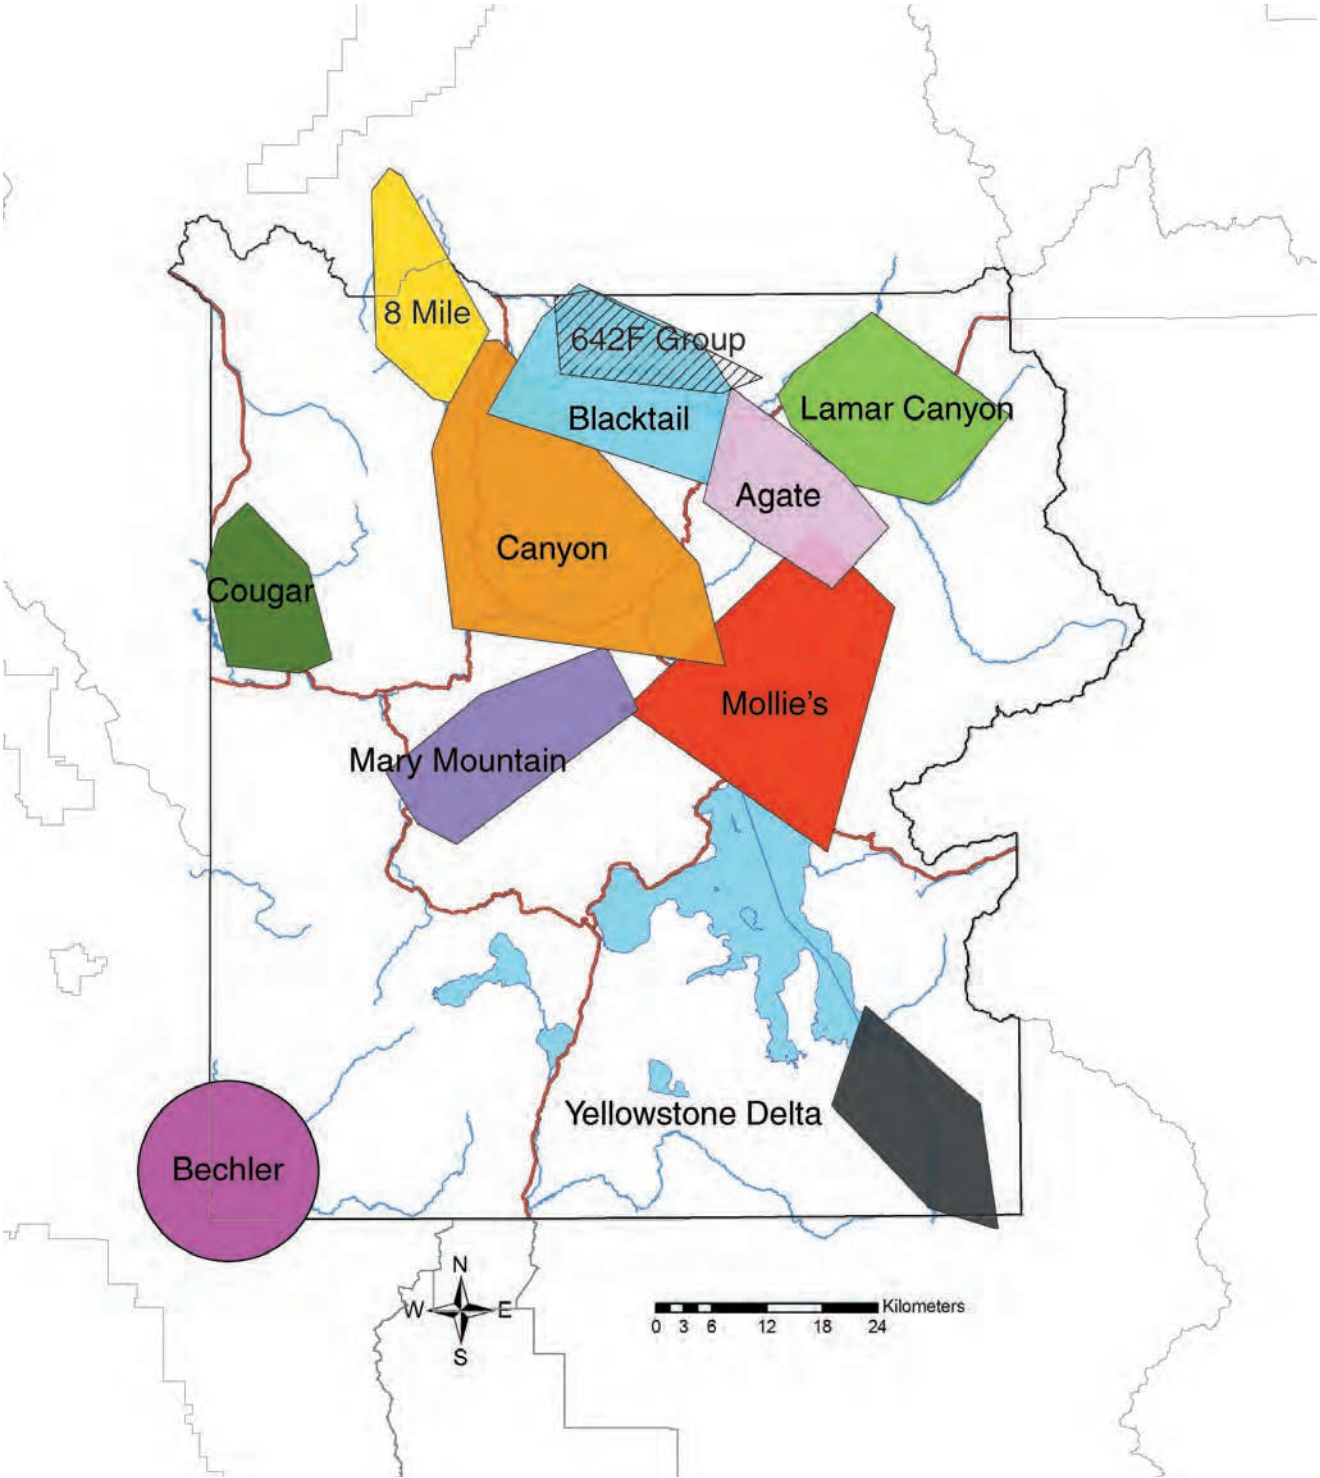 8 Mile
642F Group
Lamar Canyon
Blacktail
Agate
Canyon
Cougar
Mollie's
Mary Mountain
Yellowstone Delta
Bechler
N
W E
S
Kilometers
0 3 6 12 18 24